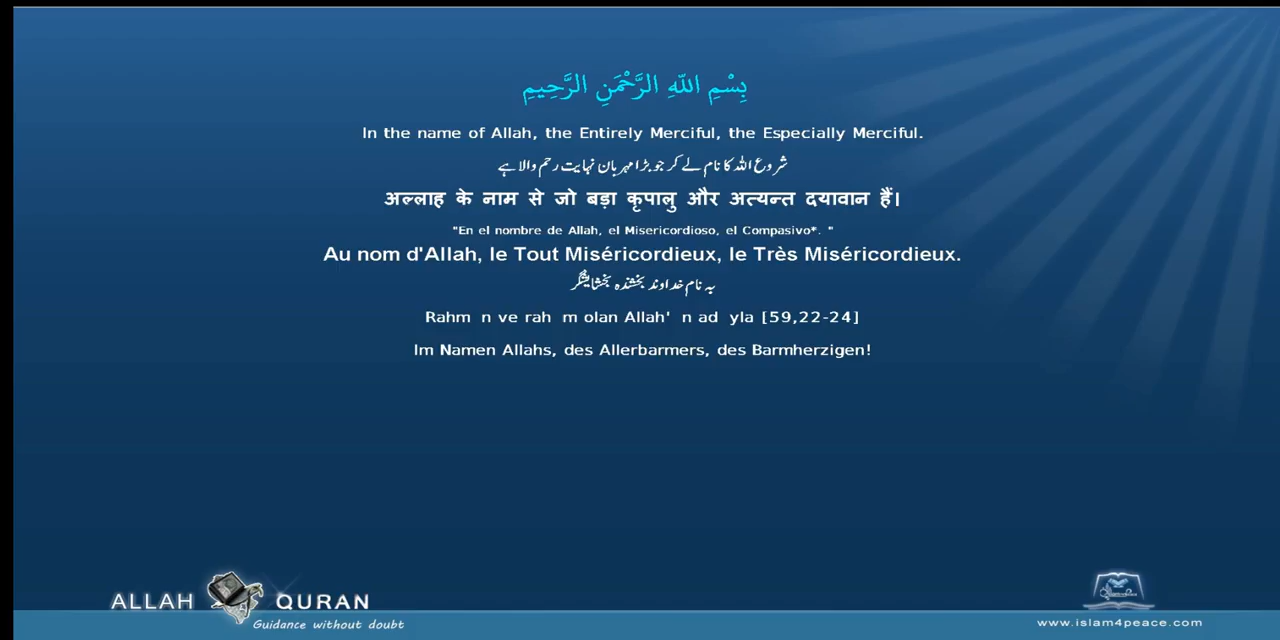 بِسْمِ اللّهِ الرَّحْمَنِ الرَّحِيمِ
In the name of Allah, the Entirely Merciful, the Especially Merciful.
شروع الله کا نام لے کر جو بڑا مہربان نہایت رحم والا ہے
अल्लाह के नाम से जो बड़ा कृपालु और अत्यन्त दयावान हैं।
"En el nombre de Allah, el Misericordioso, el Compasivo*. "
Au nom d'Allah, le Tout Miséricordieux, le Très Miséricordieux.
به نام خداوند بخشنده بخشایشگر
Rahm n ve rah m olan Allah' n ad yla [59,22-24]
Im Namen Allahs, des Allerbarmers, des Barmherzigen!
ALLAH QURAN
Guidance without doubt
www.islam4peace.com